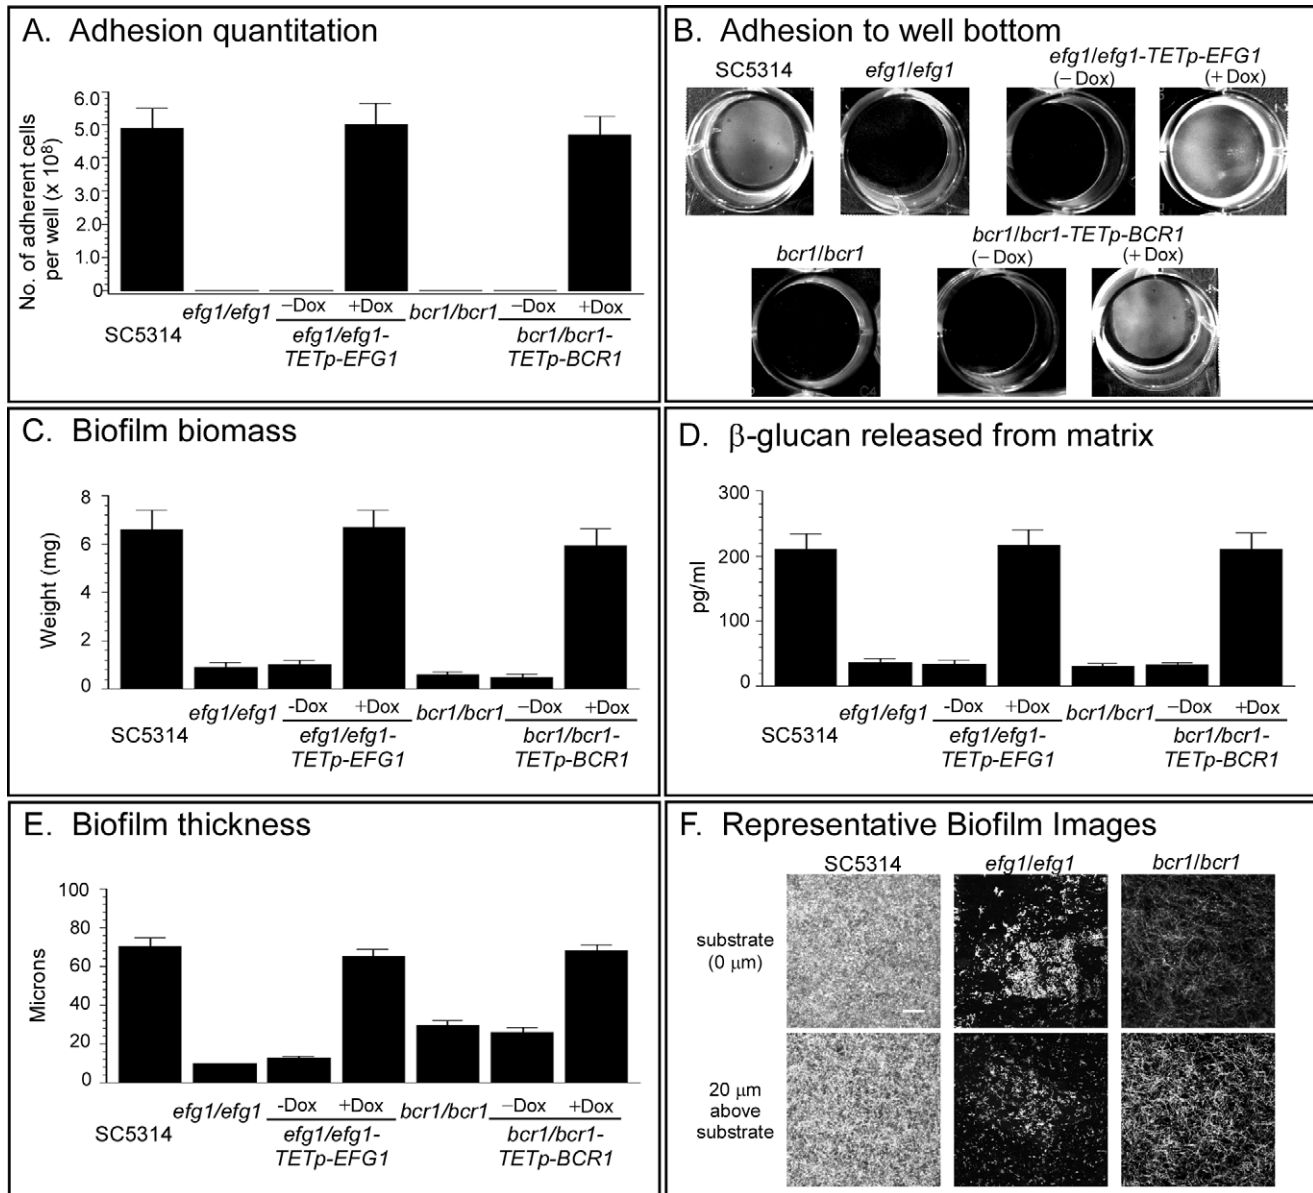 A. Adhesion quantitation
No. of adherent cells
per well (x 10⁸)
6.0
5.0
4.0
3.0
2.0
1.0
0
SC5314
efg1/efg1
–Dox
+Dox
efg1/efg1-
TETp-EFG1
bcr1/bcr1
–Dox
+Dox
bcr1/bcr1-
TETp-BCR1
B. Adhesion to well bottom
SC5314
efg1/efg1
efg1/efg1-TETp-EFG1
(– Dox)
(+ Dox)
bcr1/bcr1
bcr1/bcr1-TETp-BCR1
(– Dox)
(+ Dox)
C4
C. Biofilm biomass
Weight (mg)
8
6
4
2
0
SC5314
efg1/efg1
-Dox
+Dox
efg1/efg1-
TETp-EFG1
bcr1/bcr1
–Dox
+Dox
bcr1/bcr1-
TETp-BCR1
D. β-glucan released from matrix
pg/ml
300
200
100
0
SC5314
efg1/efg1
-Dox
+Dox
efg1/efg1-
TETp-EFG1
bcr1/bcr1
–Dox
+Dox
bcr1/bcr1-
TETp-BCR1
E. Biofilm thickness
Microns
100
80
60
40
20
0
SC5314
efg1/efg1
-Dox
+Dox
efg1/efg1-
TETp-EFG1
bcr1/bcr1
–Dox
+Dox
bcr1/bcr1-
TETp-BCR1
F. Representative Biofilm Images
SC5314
efg1/efg1
bcr1/bcr1
substrate
(0 μm)
20 μm
above
substrate